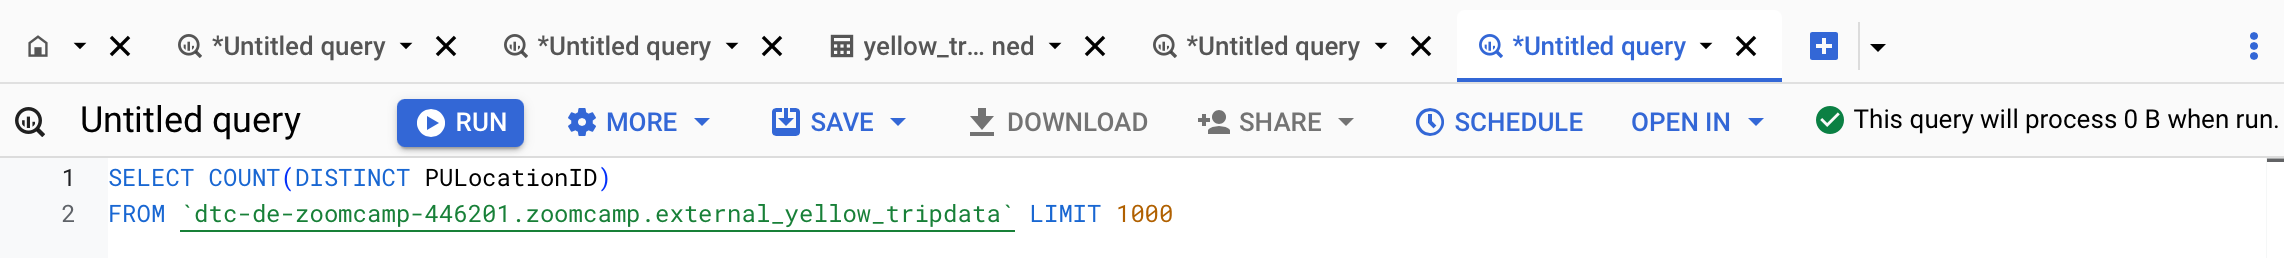 *Untitled query *Untitled query yellow_tr... ned *Untitled query *Untitled query
Untitled query RUN MORE SAVE DOWNLOAD SHARE SCHEDULE OPEN IN This query will process 0 B when run.
1 SELECT COUNT(DISTINCT PULocationID)
2 FROM `dtc-de-zoomcamp-446201.zoomcamp.external_yellow_tripdata` LIMIT 1000